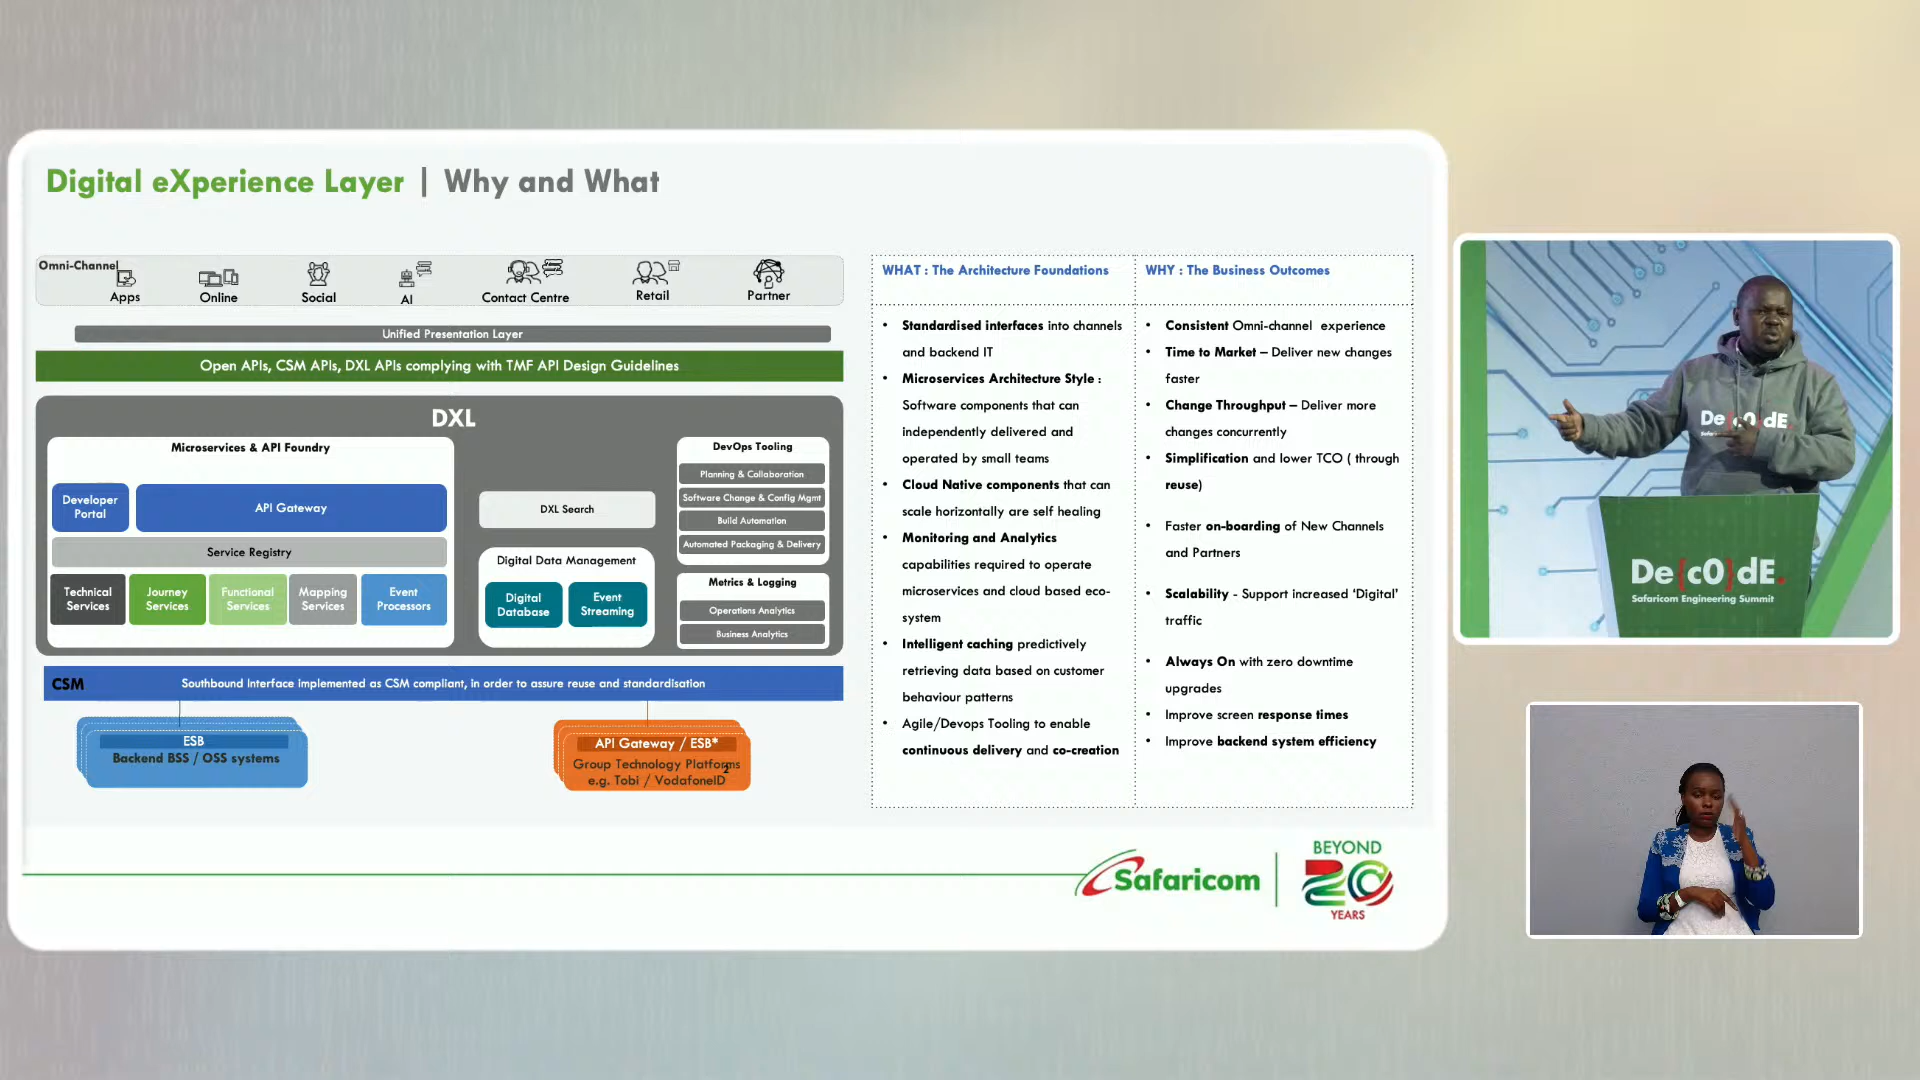 Digital eXperience Layer | Why and What
Omni-Channel
Apps
Online
Social
AI
Contact Centre
Retail
Partner
Unified Presentation Layer
Open APIs, CSM APIs, DXL APIs complying with TMF API Design Guidelines
DXL
Microservices & API Foundry
Developer
Portal
API Gateway
Service Registry
Technical
Services
Journey
Services
Functional
Services
Mapping
Services
Event
Processors
DXL Search
Digital Data Management
Digital
Database
Event
Streaming
DevOps Tooling
Planning & Collaboration
Software Change & Config Mgmt
Build Automation
Automated Packaging & Delivery
Metrics & Logging
Operations Analytics
Business Analytics
CSM
Southbound Interface implemented as CSM compliant, in order to assure reuse and standardisation
ESB
Backend BSS / OSS systems
API Gateway / ESB*
Group Technology Platforms
e.g. Tobi / VodafoneID
2
WHAT : The Architecture Foundations
• Standardised interfaces into channels
and backend IT
• Microservices Architecture Style :
Software components that can
independently delivered and
operated by small teams
• Cloud Native components that can
scale horizontally are self healing
• Monitoring and Analytics
capabilities required to operate
microservices and cloud based eco-
system
• Intelligent caching predictively
retrieving data based on customer
behaviour patterns
• Agile/Devops Tooling to enable
continuous delivery and co-creation
WHY : The Business Outcomes
• Consistent Omni-channel experience
• Time to Market – Deliver new changes
faster
• Change Throughput – Deliver more
changes concurrently
• Simplification and lower TCO ( through
reuse)
• Faster on-boarding of New Channels
and Partners
• Scalability - Support increased ‘Digital’
traffic
• Always On with zero downtime
upgrades
• Improve screen response times
• Improve backend system efficiency
Safaricom
BEYOND
20
YEARS
De{c0}dE
De{c0}dE.
Safaricom Engineering Summit